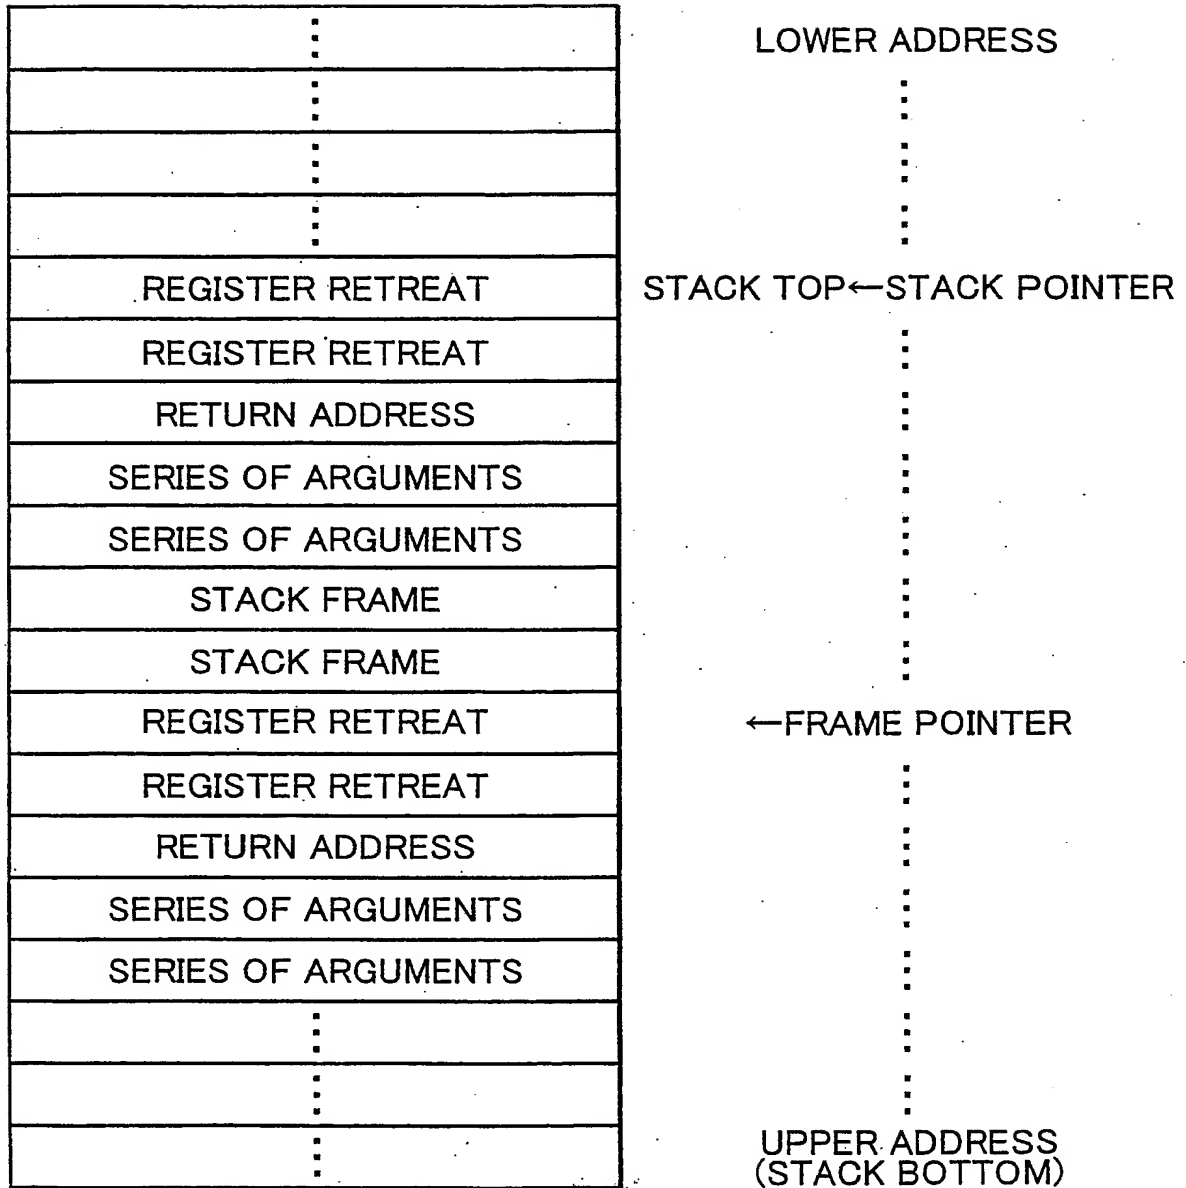 LOWER ADDRESS
REGISTER RETREAT STACK TOP←STACK POINTER
REGISTER RETREAT
RETURN ADDRESS
SERIES OF ARGUMENTS
SERIES OF ARGUMENTS
STACK FRAME
STACK FRAME
REGISTER RETREAT ←FRAME POINTER
REGISTER RETREAT
RETURN ADDRESS
SERIES OF ARGUMENTS
SERIES OF ARGUMENTS
UPPER ADDRESS
(STACK BOTTOM)